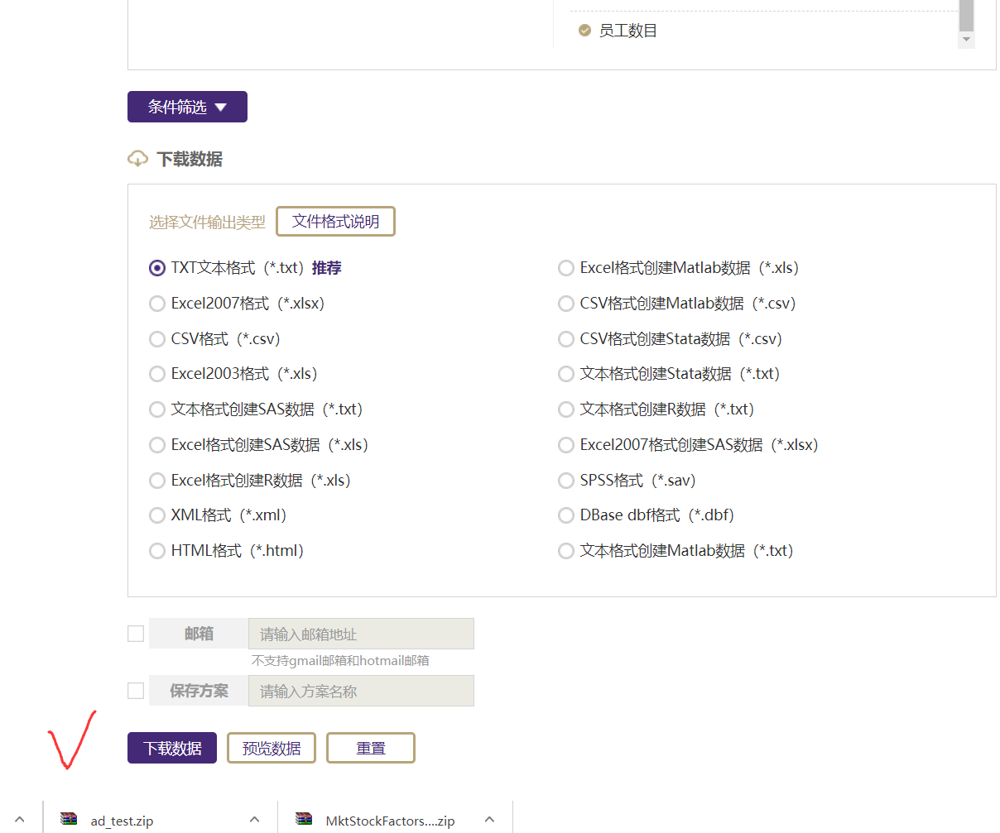 员工数目
条件筛选
下载数据
选择文件输出类型 文件格式说明
TXT文本格式（*.txt）推荐 Excel格式创建Matlab数据（*.xls）
Excel2007格式（*.xlsx） CSV格式创建Matlab数据（*.csv）
CSV格式（*.csv） CSV格式创建Stata数据（*.csv）
Excel2003格式（*.xls） 文本格式创建Stata数据（*.txt）
文本格式创建SAS数据（*.txt） 文本格式创建R数据（*.txt）
Excel格式创建SAS数据（*.xls） Excel2007格式创建SAS数据（*.xlsx）
Excel格式创建R数据（*.xls） SPSS格式（*.sav）
XML格式（*.xml） DBase dbf格式（*.dbf）
HTML格式（*.html） 文本格式创建Matlab数据（*.txt）
邮箱 请输入邮箱地址
不支持gmail邮箱和hotmail邮箱
保存方案 请输入方案名称
下载数据 预览数据 重置
ad_test.zip MktStockFactors....zip